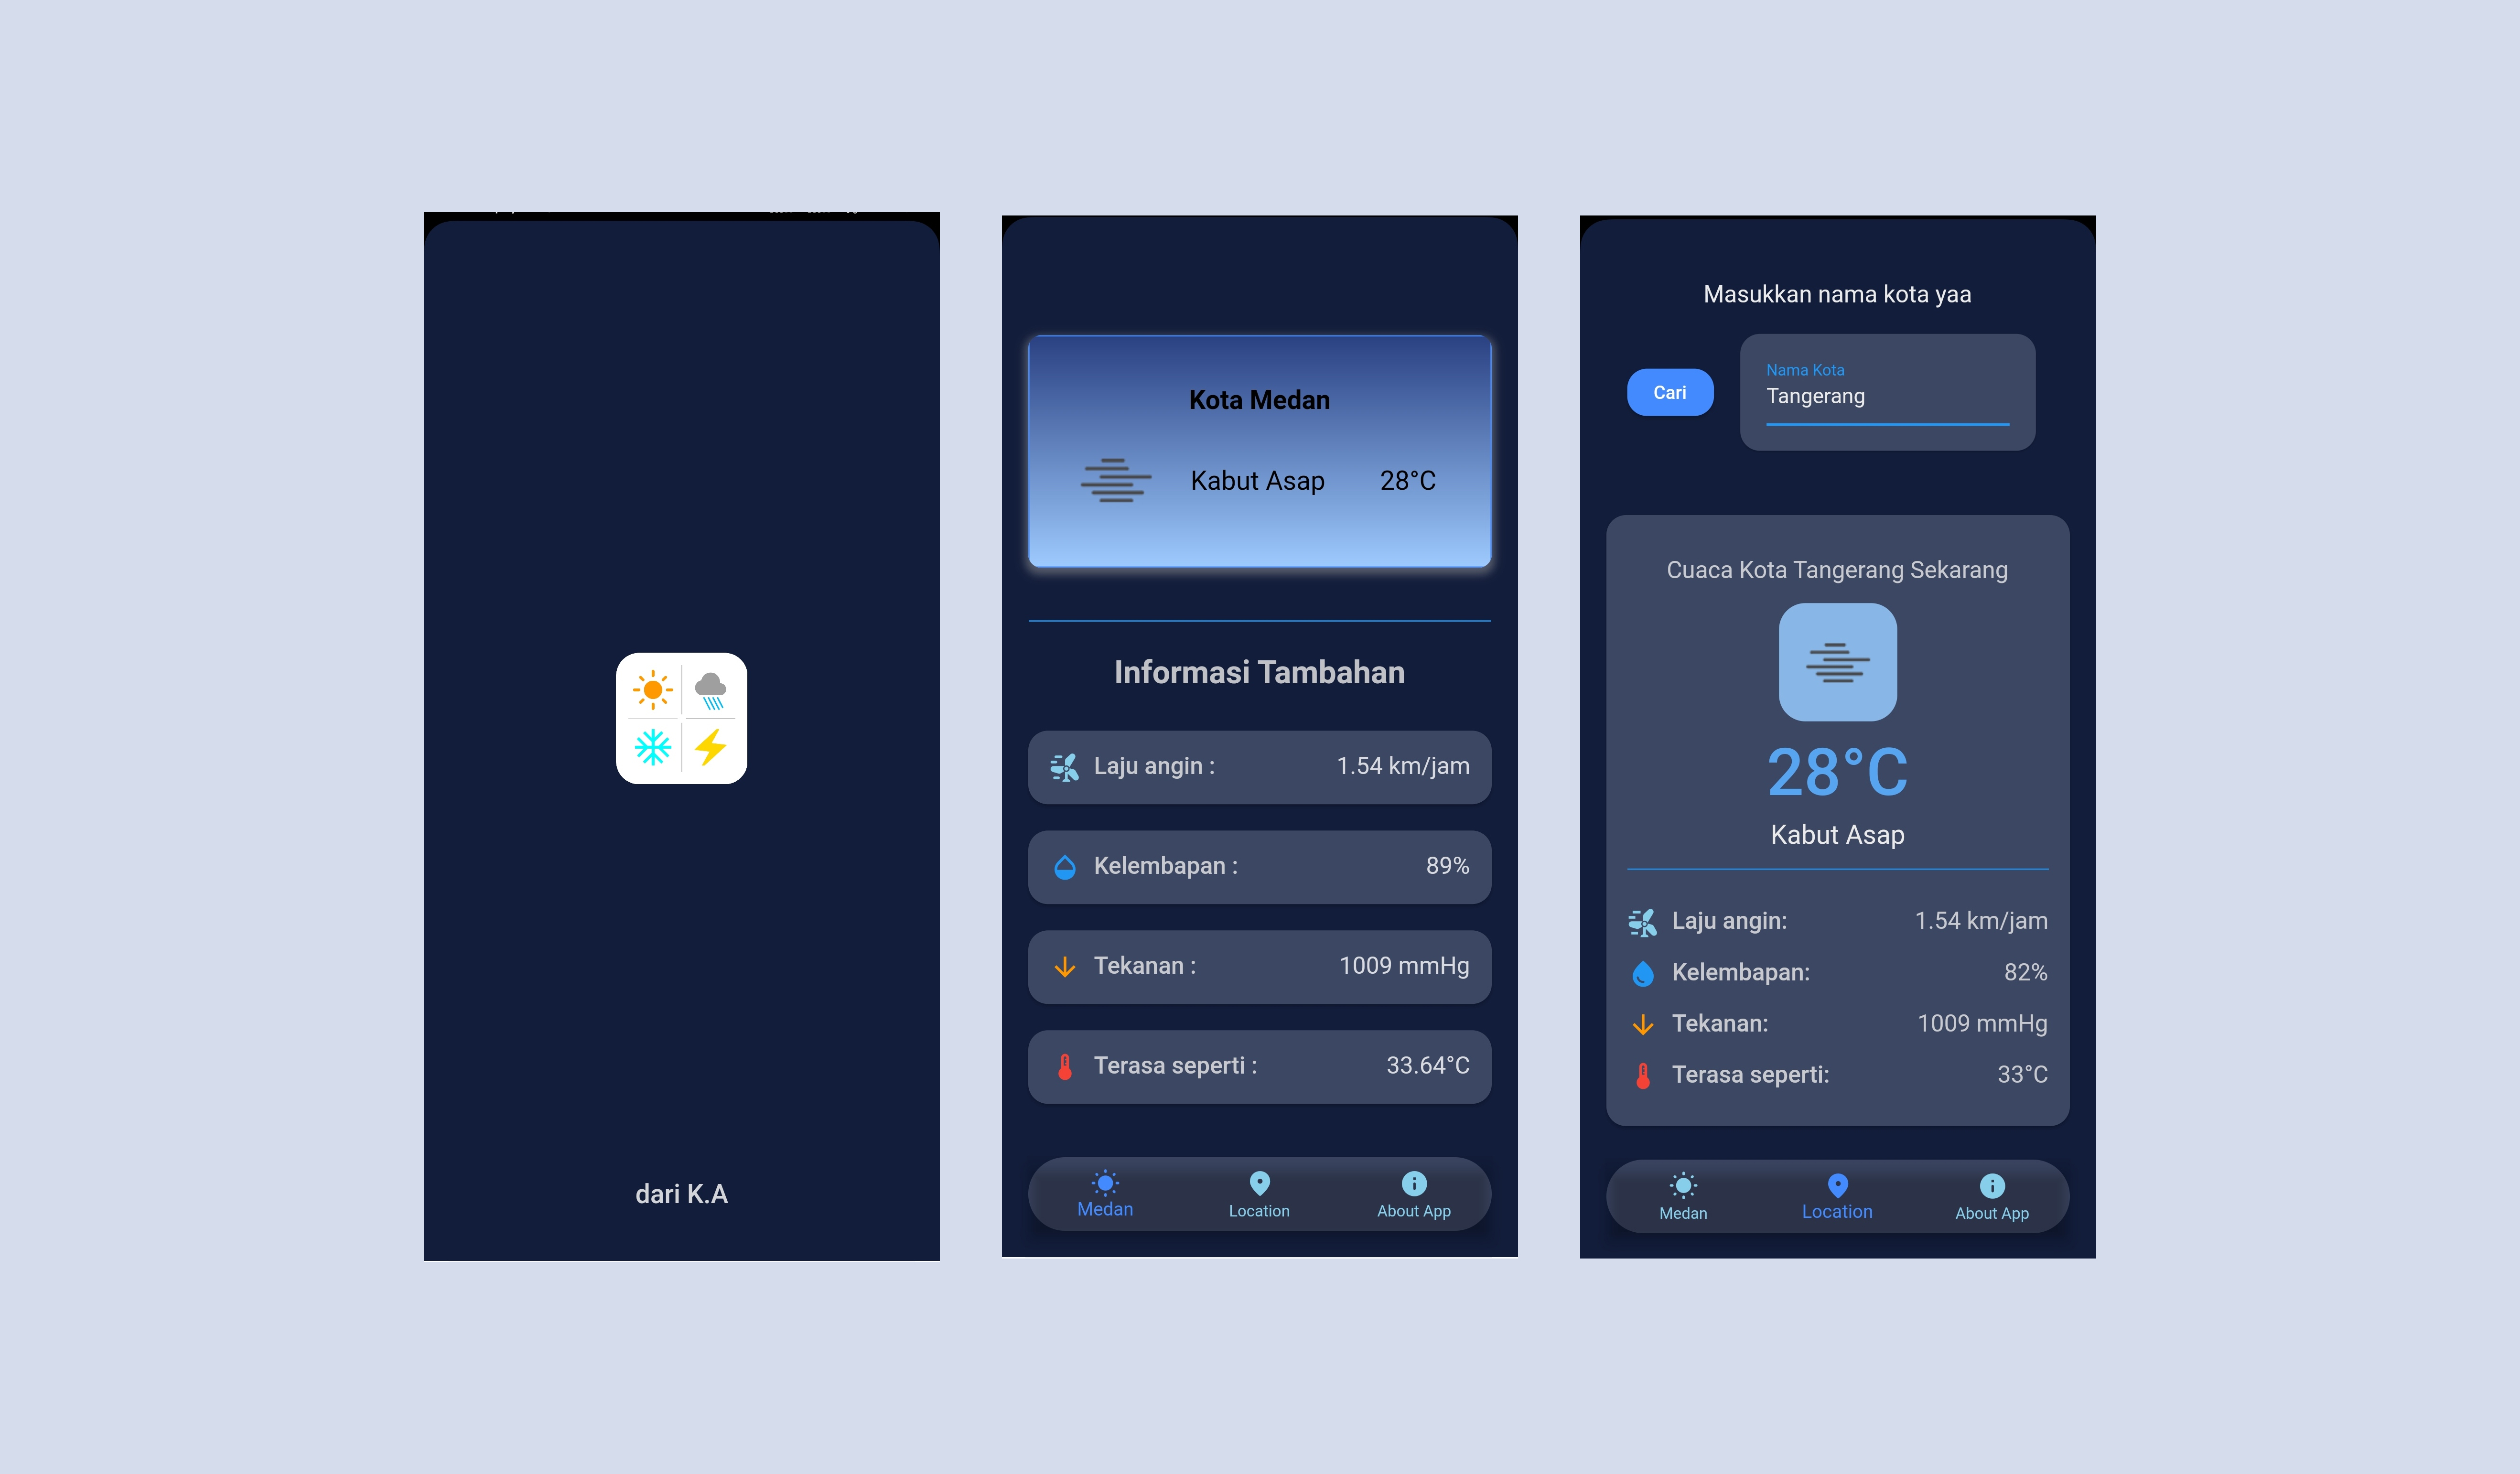 dari K.A
Kota Medan
Kabut Asap 28°C
Informasi Tambahan
Laju angin : 1.54 km/jam
Kelembapan : 89%
Tekanan : 1009 mmHg
Terasa seperti : 33.64°C
Medan Location About App
Masukkan nama kota yaa
Nama Kota
Cari
Tangerang
Cuaca Kota Tangerang Sekarang
28°C
Kabut Asap
Laju angin: 1.54 km/jam
Kelembapan: 82%
Tekanan: 1009 mmHg
Terasa seperti: 33°C
Medan Location About App